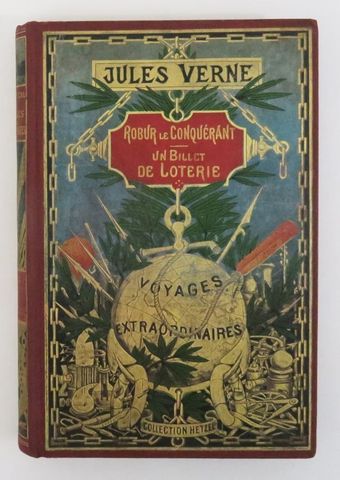 JULES VERNE
ROBUR LE CONQUÉRANT
UN BILLET
DE LOTERIE
VOYAGES
EXTRAORDINAIRES
COLLECTION HETZEL